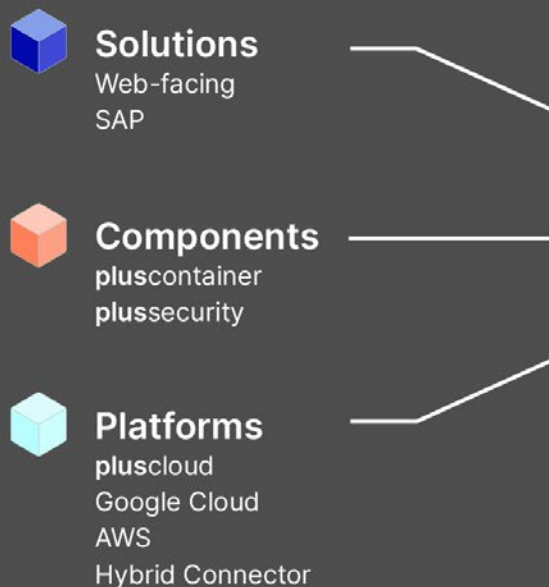 Solutions
Web-facing
SAP
Components
pluscontainer
plussecurity
Platforms
pluscloud
Google Cloud
AWS
Hybrid Connector